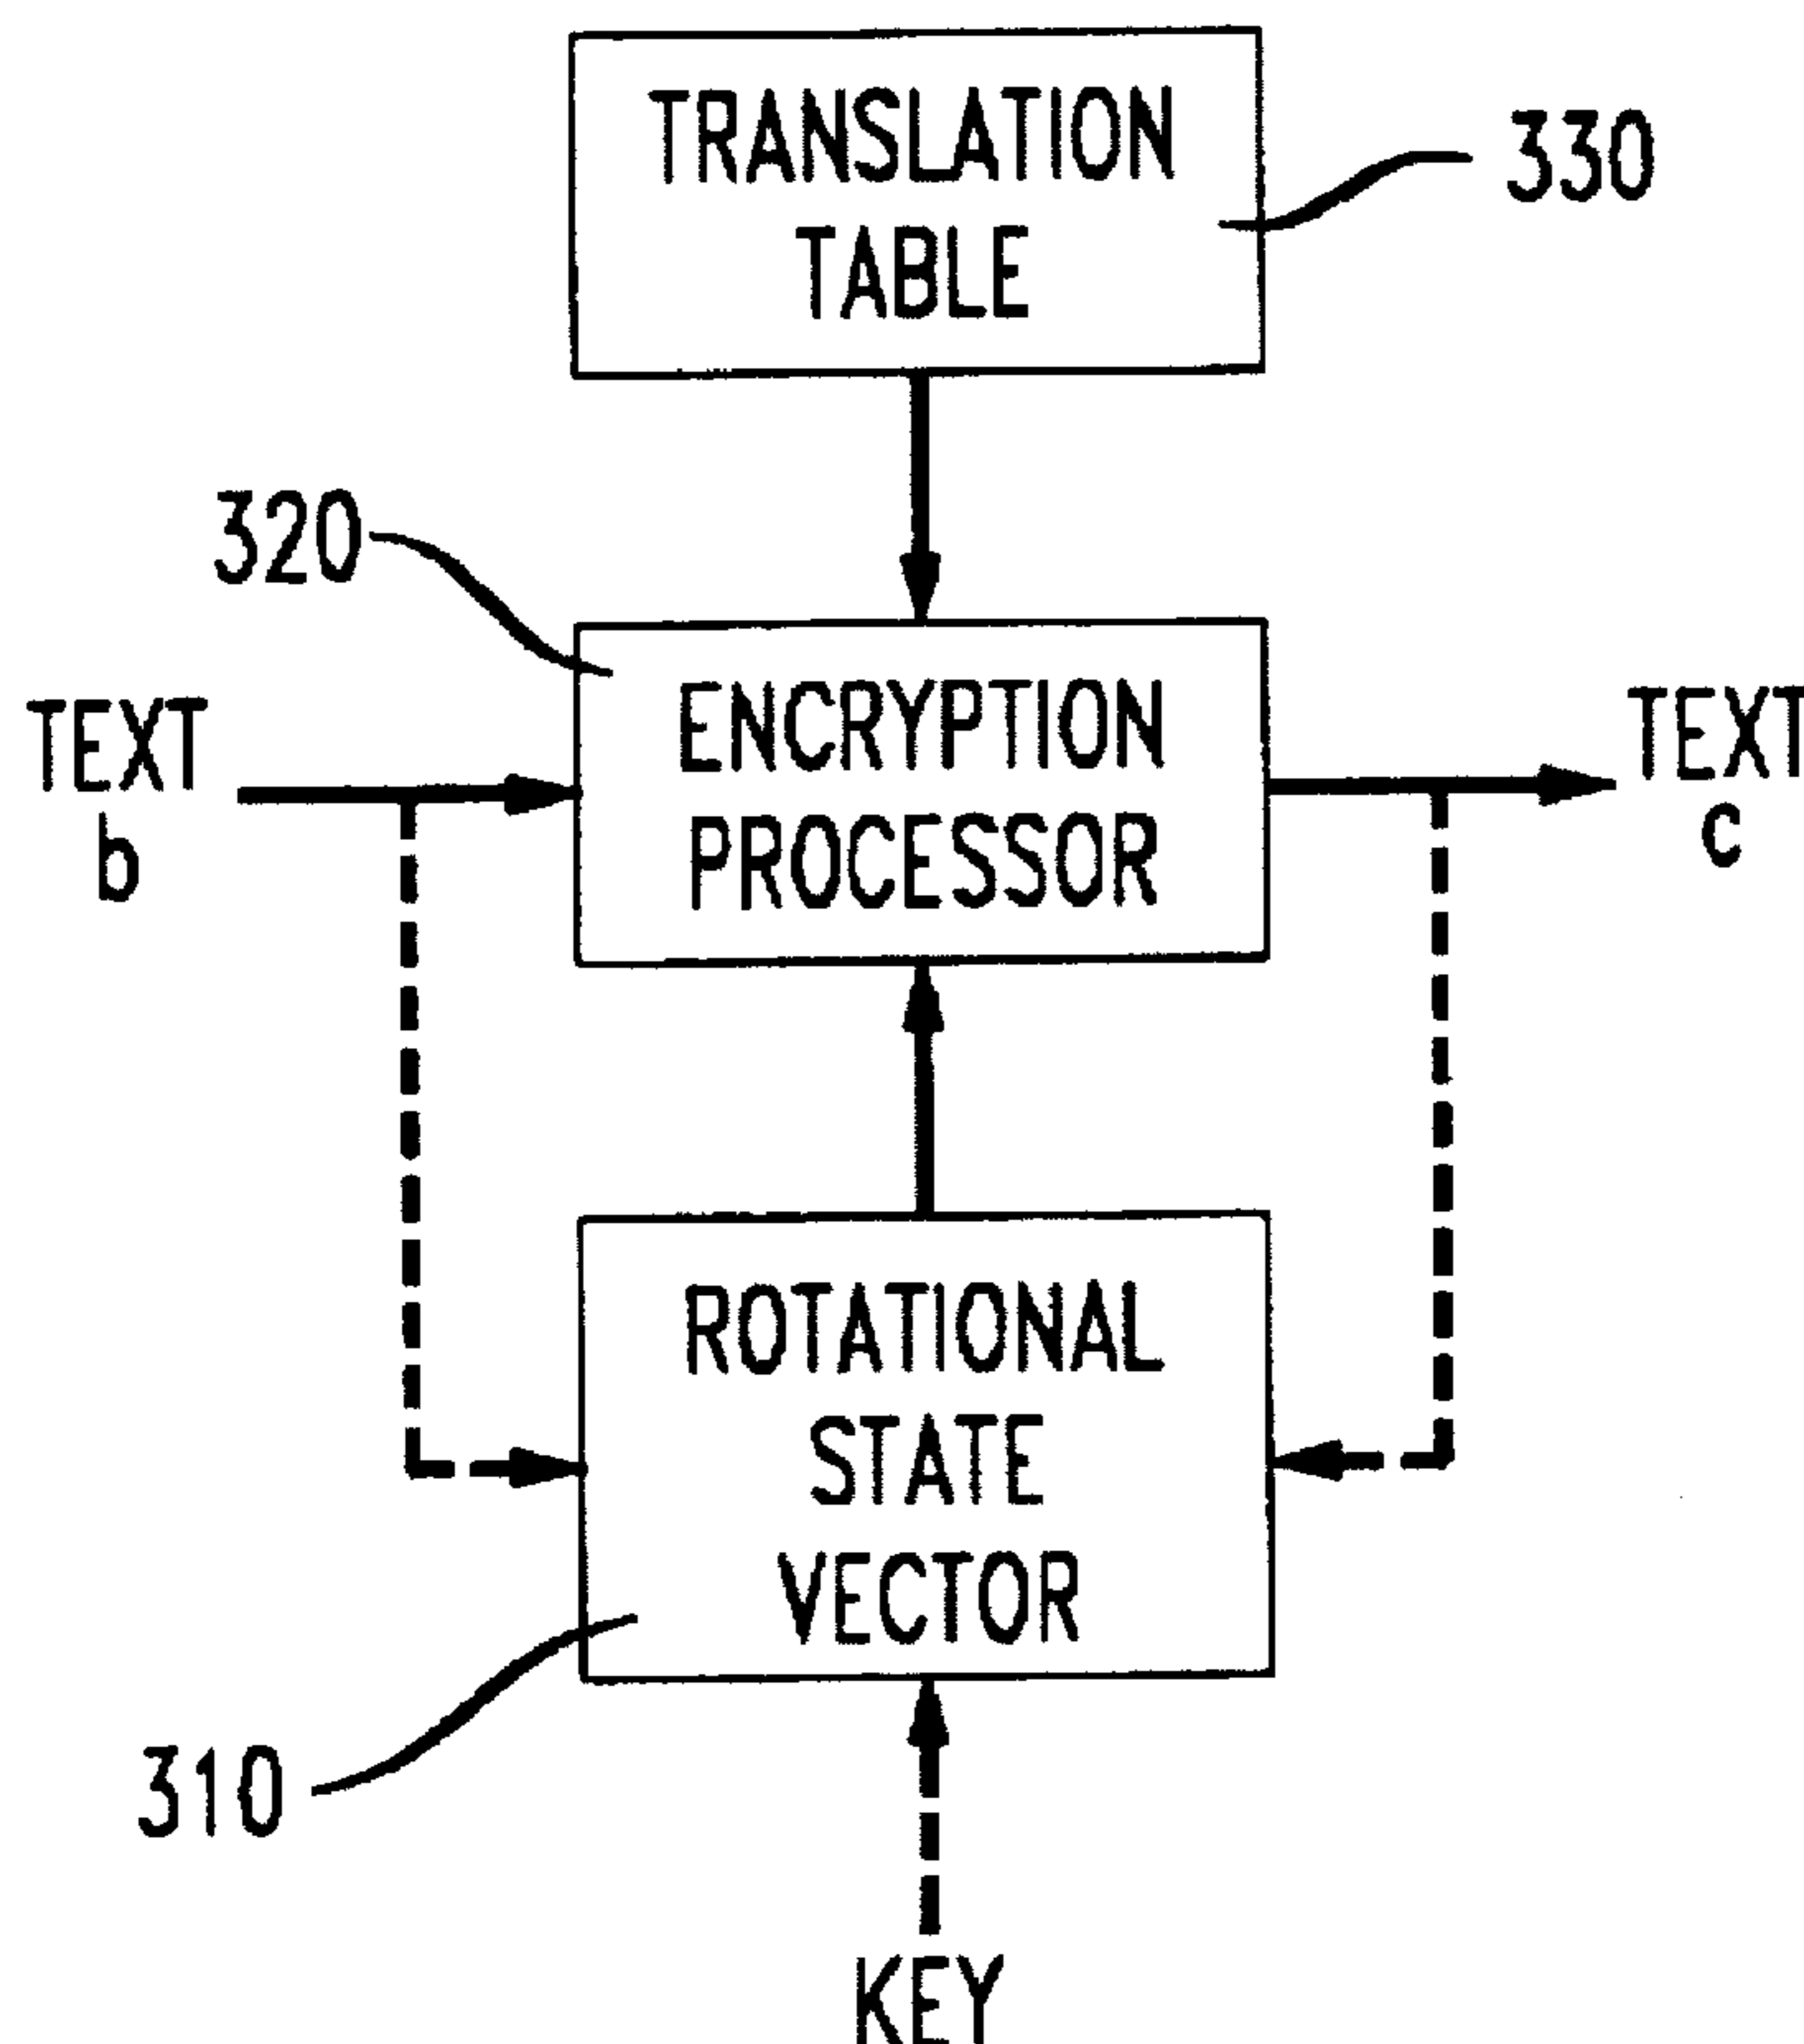 TRANSLATION
TABLE
330
320
TEXT
b
ENCRYPTION
PROCESSOR
TEXT
c
ROTATIONAL
STATE
VECTOR
310
KEY